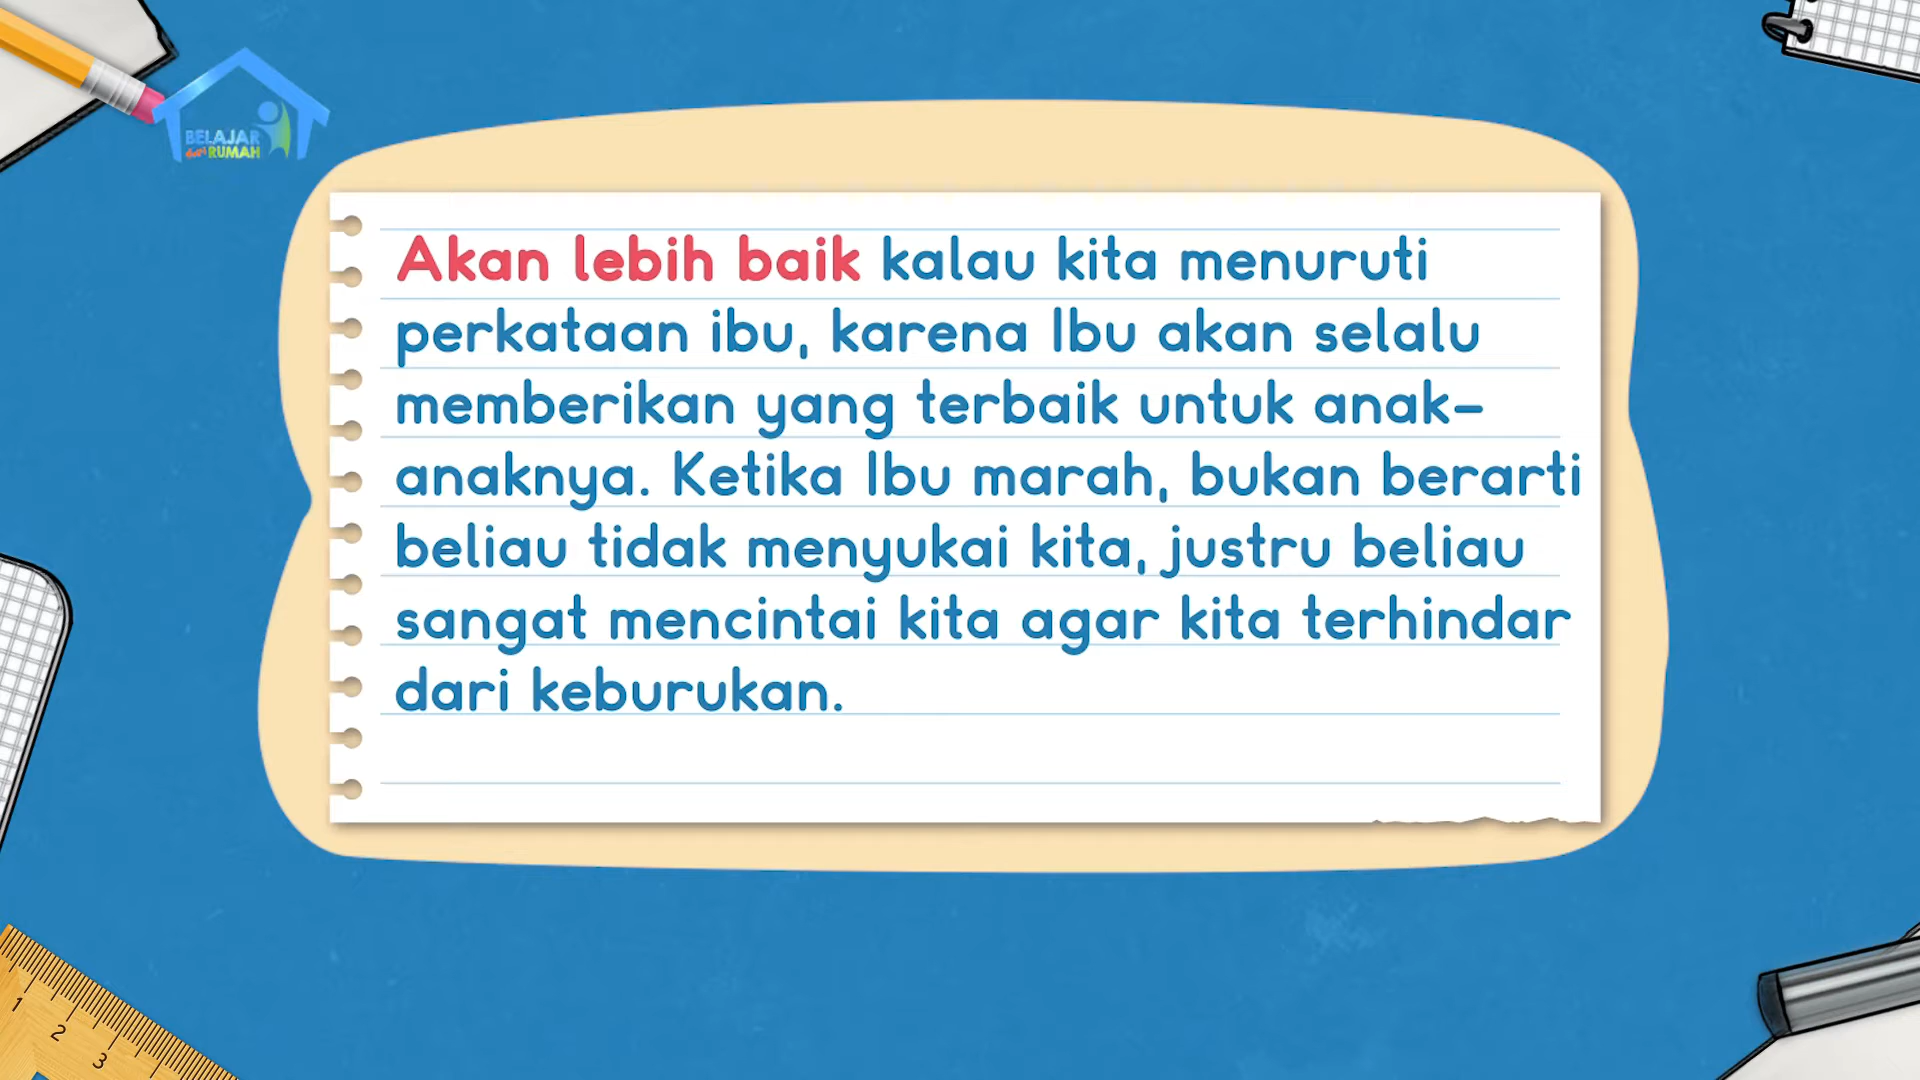 BELAJAR
dari RUMAH
Akan lebih baik kalau kita menuruti
perkataan ibu, karena Ibu akan selalu
memberikan yang terbaik untuk anak-
anaknya. Ketika Ibu marah, bukan berarti
beliau tidak menyukai kita, justru beliau
sangat mencintai kita agar kita terhindar
dari keburukan.
1
2
3